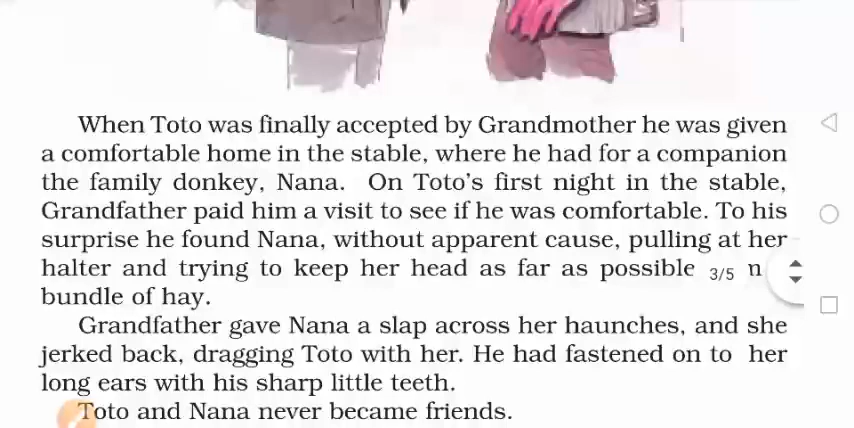 When Toto was finally accepted by Grandmother he was given
a comfortable home in the stable, where he had for a companion
the family donkey, Nana. On Toto's first night in the stable,
Grandfather paid him a visit to see if he was comfortable. To his
surprise he found Nana, without apparent cause, pulling at her
halter and trying to keep her head as far as possible 3/5
bundle of hay.
Grandfather gave Nana a slap across her haunches, and she
jerked back, dragging Toto with her. He had fastened on to her
long ears with his sharp little teeth.
Toto and Nana never became friends.